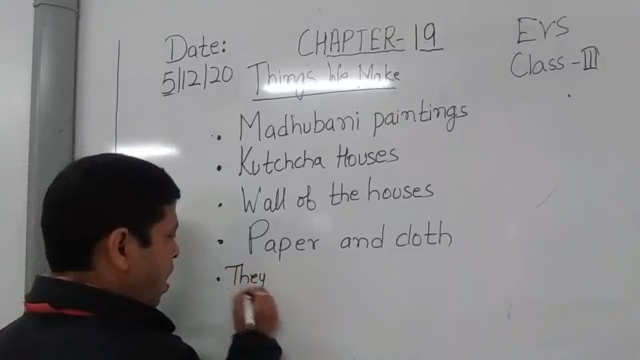 Date:
5/12/20
CHAPTER-19
Things We Make
EVS
Class-III
. Madhubani paintings
. Kutchcha Houses
. Wall of the houses
. Paper and cloth
. They